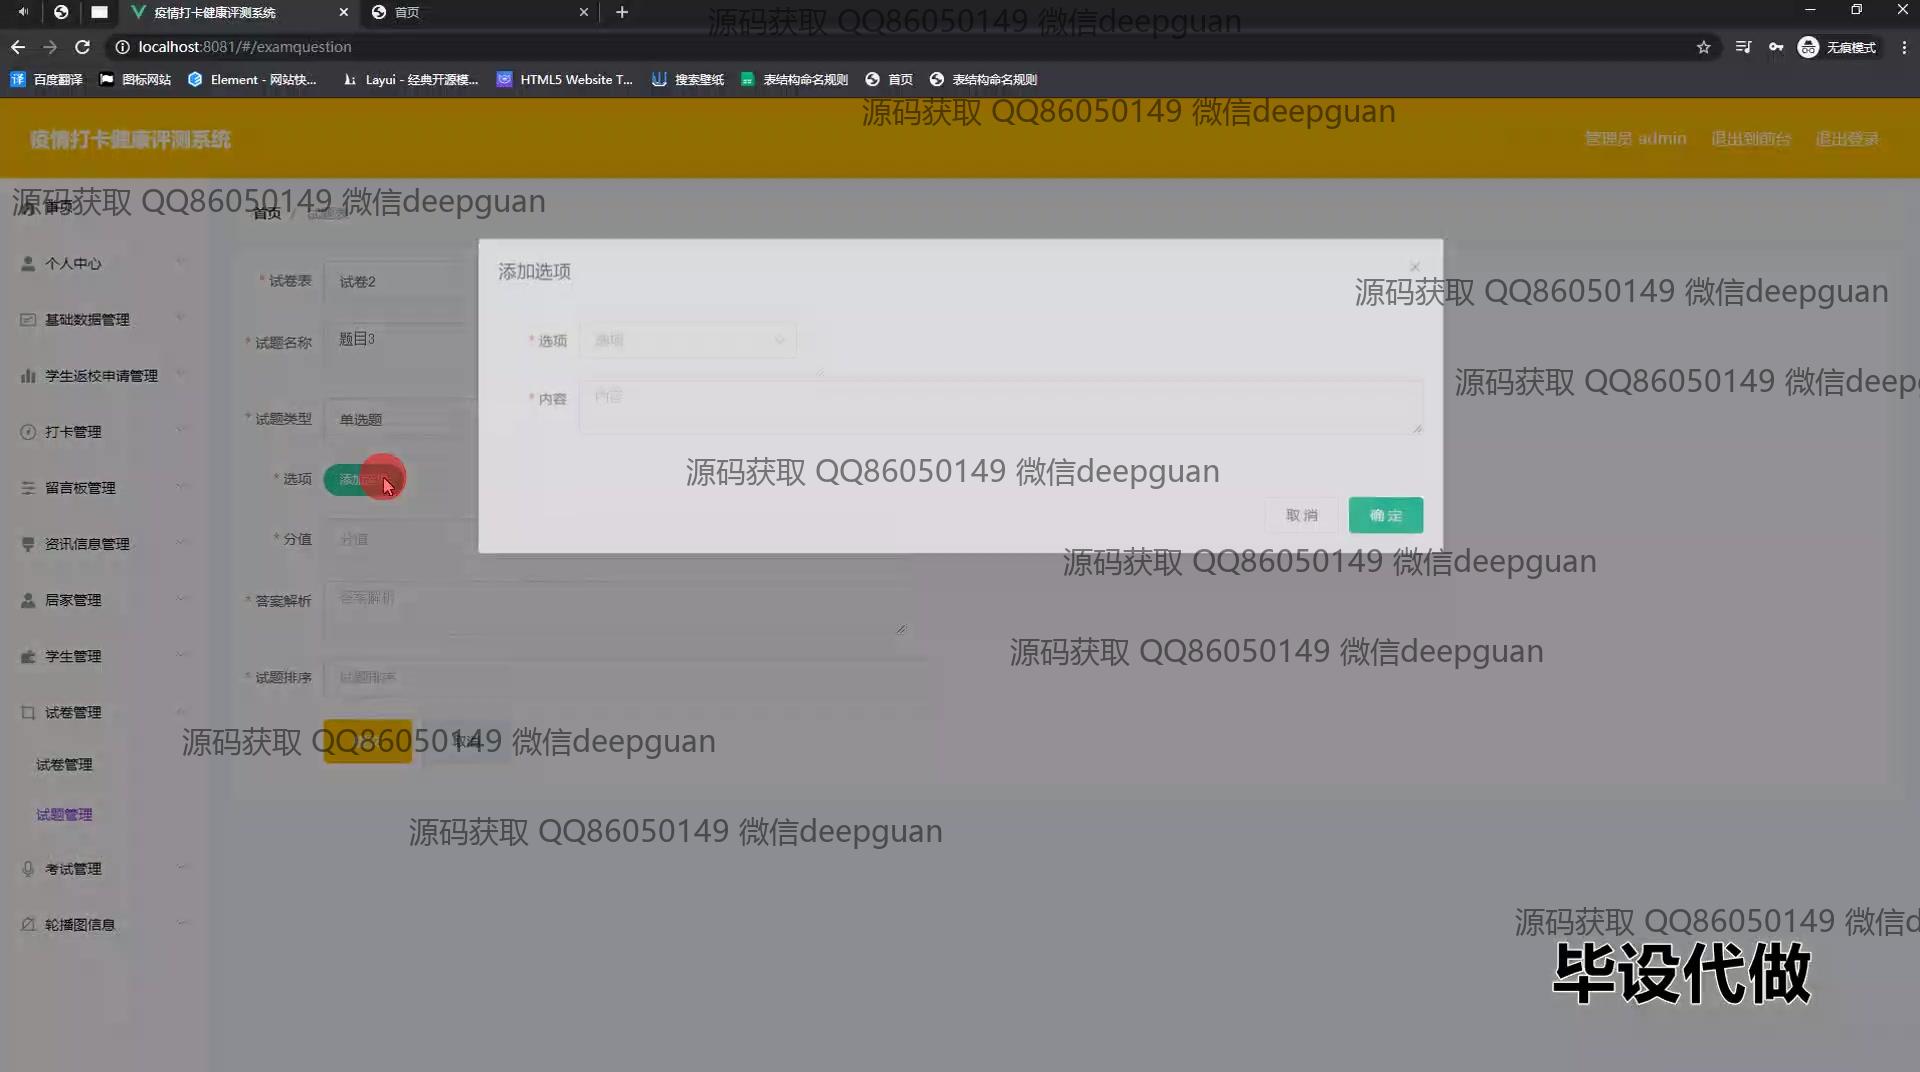 疫情打卡健康评测系统
首页
localhost:8081/#/examquestion
无痕模式
百度翻译
图标网站
Element - 网站快...
Layui - 经典开源模...
HTML5 Website T...
搜索壁纸
表结构命名规则
首页
表结构命名规则
源码获取 QQ86050149 微信deepguan
源码获取 QQ86050149 微信deepguan
疫情打卡健康评测系统
管理员 admin
退出到前台
退出登录
源码获取 QQ86050149 微信deepguan
首页
首页 / 试题表
个人中心
基础数据管理
学生返校申请管理
打卡管理
留言板管理
资讯信息管理
居家管理
学生管理
试卷管理
试卷管理
试题管理
考试管理
轮播图信息
* 试卷表
试卷2
* 试题名称
题目3
* 试题类型
单选题
* 选项
* 分值
分值
* 答案解析
答案解析
* 试题排序
试题排序
取消
添加选项
* 选项
选项
* 内容
内容
取 消
确 定
源码获取 QQ86050149 微信deepguan
源码获取 QQ86050149 微信deep
源码获取 QQ86050149 微信deepguan
源码获取 QQ86050149 微信deepguan
源码获取 QQ86050149 微信deepguan
源码获取 QQ86050149 微信deepguan
源码获取 QQ86050149 微信deepguan
源码获取 QQ86050149 微信d
毕设代做